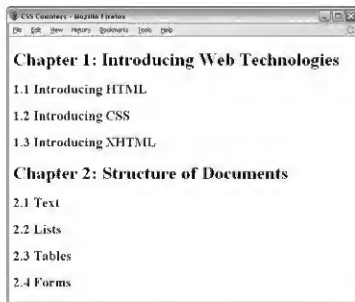 CSS Counters - Mozilla Firefox
File Edit View History Bookmarks Tools Help
Chapter 1: Introducing Web Technologies
1.1 Introducing HTML
1.2 Introducing CSS
1.3 Introducing XHTML
Chapter 2: Structure of Documents
2.1 Text
2.2 Lists
2.3 Tables
2.4 Forms